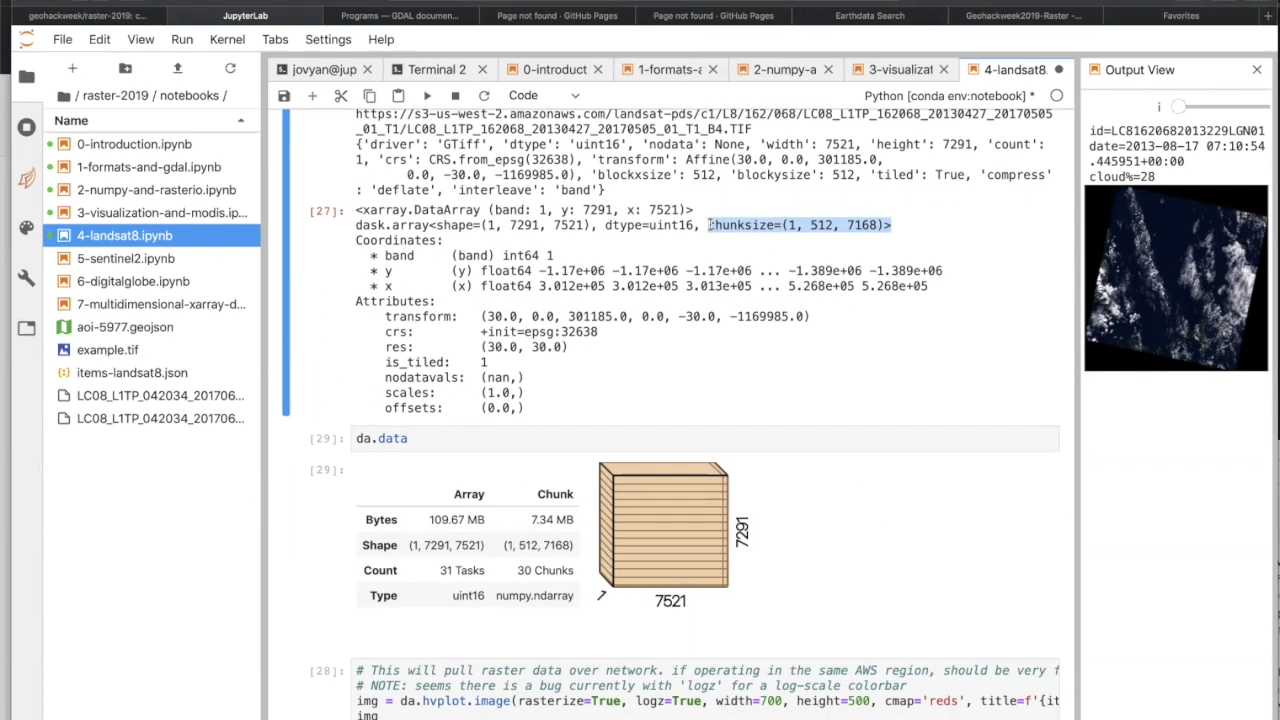 geohackweek/raster-2019: c...
JupyterLab
Programs — GDAL documen...
Page not found · GitHub Pages
Page not found · GitHub Pages
Earthdata Search
Geohackweek2019-Raster -...
Favorites
File Edit View Run Kernel Tabs Settings Help
jovyan@jup
Terminal 2
0-introduct
1-formats-a
2-numpy-a
3-visualizat
4-landsat8.
Output View
/ raster-2019 / notebooks /
Code
Python [conda env:notebook] *
Name
0-introduction.ipynb
1-formats-and-gdal.ipynb
2-numpy-and-rasterio.ipynb
3-visualization-and-modis.ip...
4-landsat8.ipynb
5-sentinel2.ipynb
6-digitalglobe.ipynb
7-multidimensional-xarray-d...
aoi-5977.geojson
example.tif
items-landsat8.json
LC08_L1TP_042034_201706...
LC08_L1TP_042034_201706...
https://s3-us-west-2.amazonaws.com/landsat-pds/c1/L8/162/068/LC08_L1TP_162068_20130427_20170505
_01_T1/LC08_L1TP_162068_20130427_20170505_01_T1_B4.TIF
{'driver': 'GTiff', 'dtype': 'uint16', 'nodata': None, 'width': 7521, 'height': 7291, 'count':
1, 'crs': CRS.from_epsg(32638), 'transform': Affine(30.0, 0.0, 301185.0,
0.0, -30.0, -1169985.0), 'blockxsize': 512, 'blockysize': 512, 'tiled': True, 'compress'
: 'deflate', 'interleave': 'band'}
[27]: <xarray.DataArray (band: 1, y: 7291, x: 7521)>
dask.array<shape=(1, 7291, 7521), dtype=uint16, chunksize=(1, 512, 7168)>
Coordinates:
* band (band) int64 1
* y (y) float64 -1.17e+06 -1.17e+06 -1.17e+06 ... -1.389e+06 -1.389e+06
* x (x) float64 3.012e+05 3.012e+05 3.013e+05 ... 5.268e+05 5.268e+05
Attributes:
transform: (30.0, 0.0, 301185.0, 0.0, -30.0, -1169985.0)
crs: +init=epsg:32638
res: (30.0, 30.0)
is_tiled: 1
nodatavals: (nan,)
scales: (1.0,)
offsets: (0.0,)
[29]: da.data
[29]:
Array Chunk
Bytes 109.67 MB 7.34 MB
Shape (1, 7291, 7521) (1, 512, 7168)
Count 31 Tasks 30 Chunks
Type uint16 numpy.ndarray
7291
1
7521
[28]: # This will pull raster data over network. if operating in the same AWS region, should be very f
# NOTE: seems there is a bug currently with 'logz' for a log-scale colorbar
img = da.hvplot.image(rasterize=True, logz=True, width=700, height=500, cmap='reds', title=f'{it
img
i
id=LC81620682013229LGN01
date=2013-08-17 07:10:54
.445951+00:00
cloud%=28